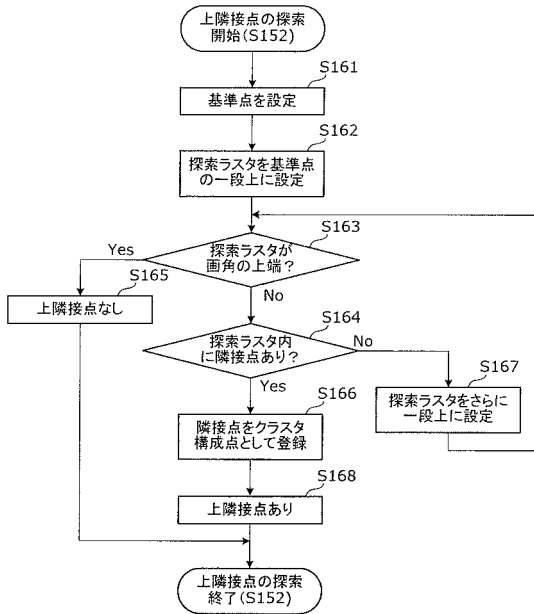 上隣接点の探索
開始(S152)
S161
基準点を設定
S162
探索ラスタを基準点
の一段上に設定
S163
Yes
探索ラスタが
画角の上端?
S165
No
上隣接点なし
S164
探索ラスタ内
に隣接点あり?
No
Yes
S167
探索ラスタをさらに
一段上に設定
S166
隣接点をクラスタ
構成点として登録
S168
上隣接点あり
上隣接点の探索
終了(S152)